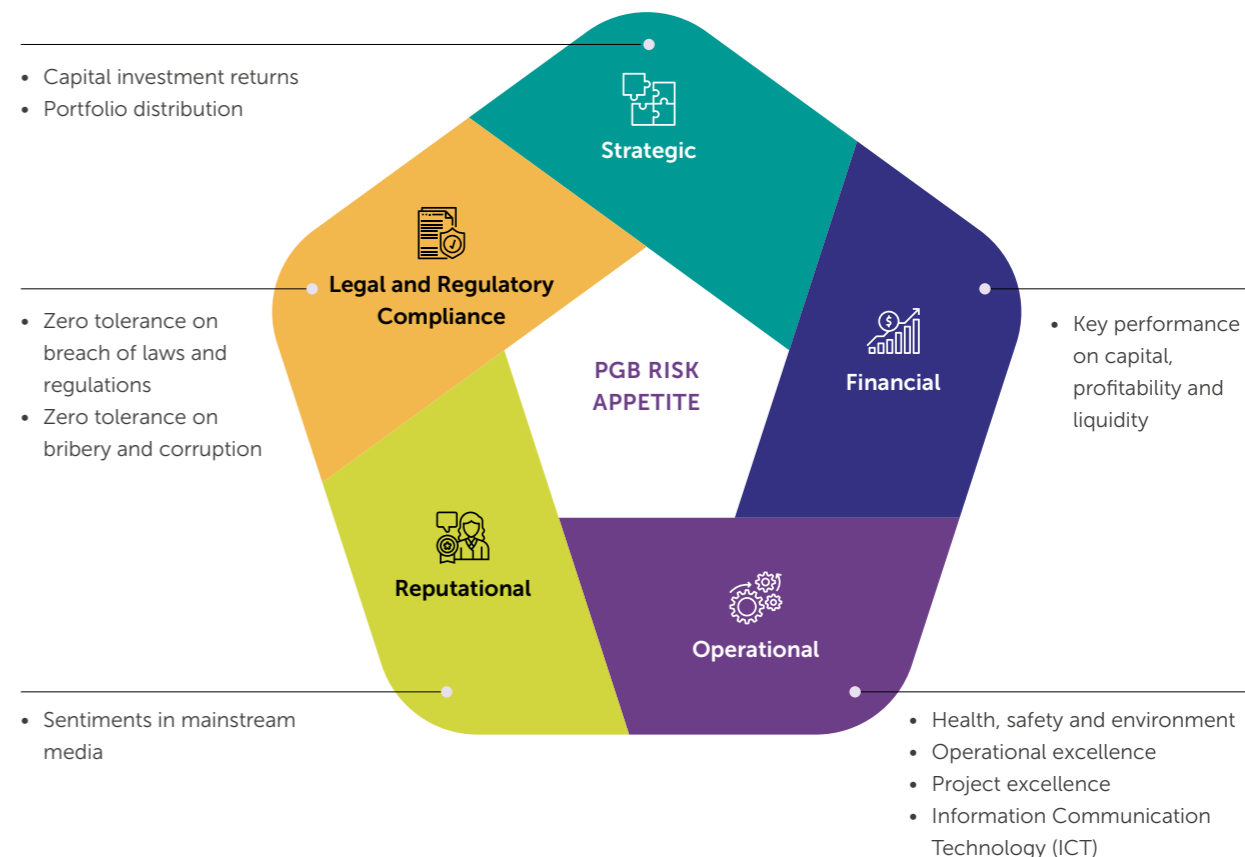 • Capital investment returns
• Portfolio distribution
Strategic
Legal and Regulatory
Compliance
• Zero tolerance on
breach of laws and
regulations
• Zero tolerance on
bribery and corruption
PGB RISK
APPETITE
Financial
• Key performance
on capital,
profitability and
liquidity
Reputational
Operational
• Sentiments in mainstream
media
• Health, safety and environment
• Operational excellence
• Project excellence
• Information Communication
Technology (ICT)